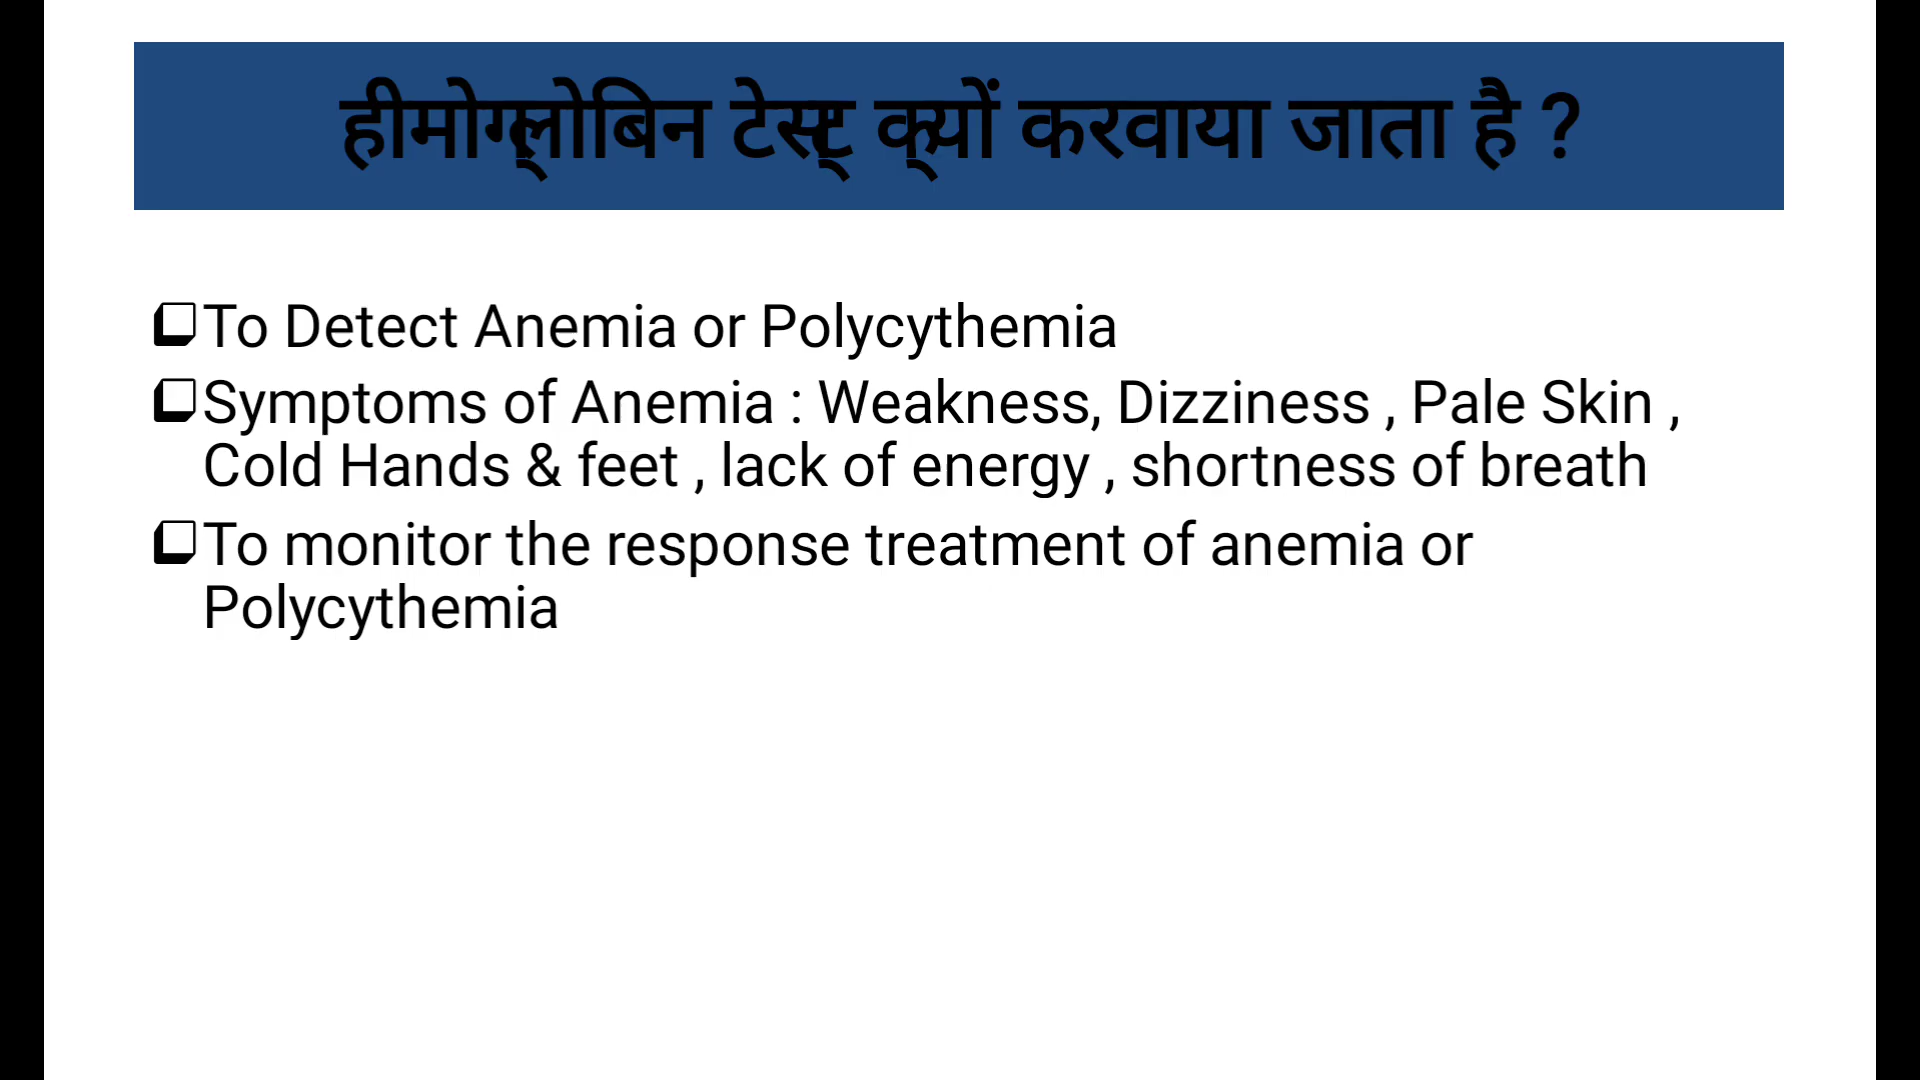 हीमोग्लोबिन टेस्ट क्यों करवाया जाता है ?
To Detect Anemia or Polycythemia
Symptoms of Anemia : Weakness, Dizziness , Pale Skin ,
Cold Hands & feet , lack of energy , shortness of breath
To monitor the response treatment of anemia or
Polycythemia